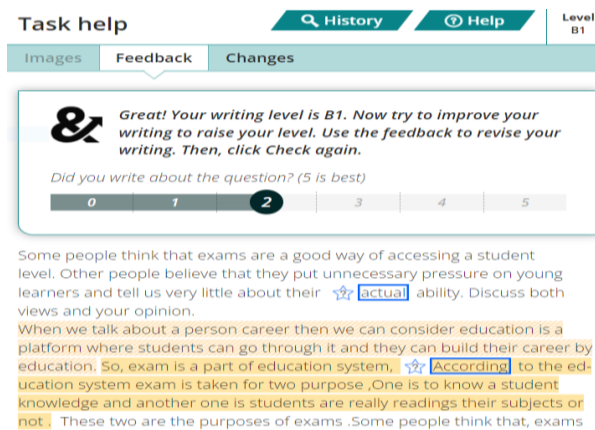 Task help
History
Help
Level
B1
Images
Feedback
Changes
Great! Your writing level is B1. Now try to improve your
writing to raise your level. Use the feedback to revise your
writing. Then, click Check again.
Did you write about the question? (5 is best)
0 1 2 3 4 5
Some people think that exams are a good way of accessing a student
level. Other people believe that they put unnecessary pressure on young
learners and tell us very little about their actual ability. Discuss both
views and your opinion.
When we talk about a person career then we can consider education is a
platform where students can go through it and they can build their career by
education. So, exam is a part of education system, According to the ed-
ucation system exam is taken for two purpose ,One is to know a student
knowledge and another one is students are really readings their subjects or
not . These two are the purposes of exams .Some people think that, exams